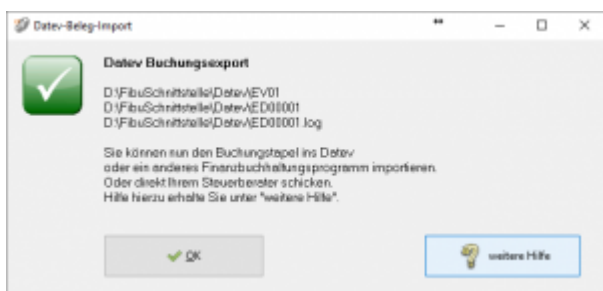 Datev-Beleg-Import
Datev Buchungsexport
D:\FibuSchnittstelle\Datev\EV01
D:\FibuSchnittstelle\Datev\ED00001
D:\FibuSchnittstelle\Datev\ED00001.log
Sie können nun den Buchungstapel ins Datev
oder ein anderes Finanzbuchhaltungsprogramm importieren.
Oder direkt Ihrem Steuerberater schicken.
Hilfe hierzu erhalte Sie unter "weitere Hilfe".
OK
weitere Hilfe